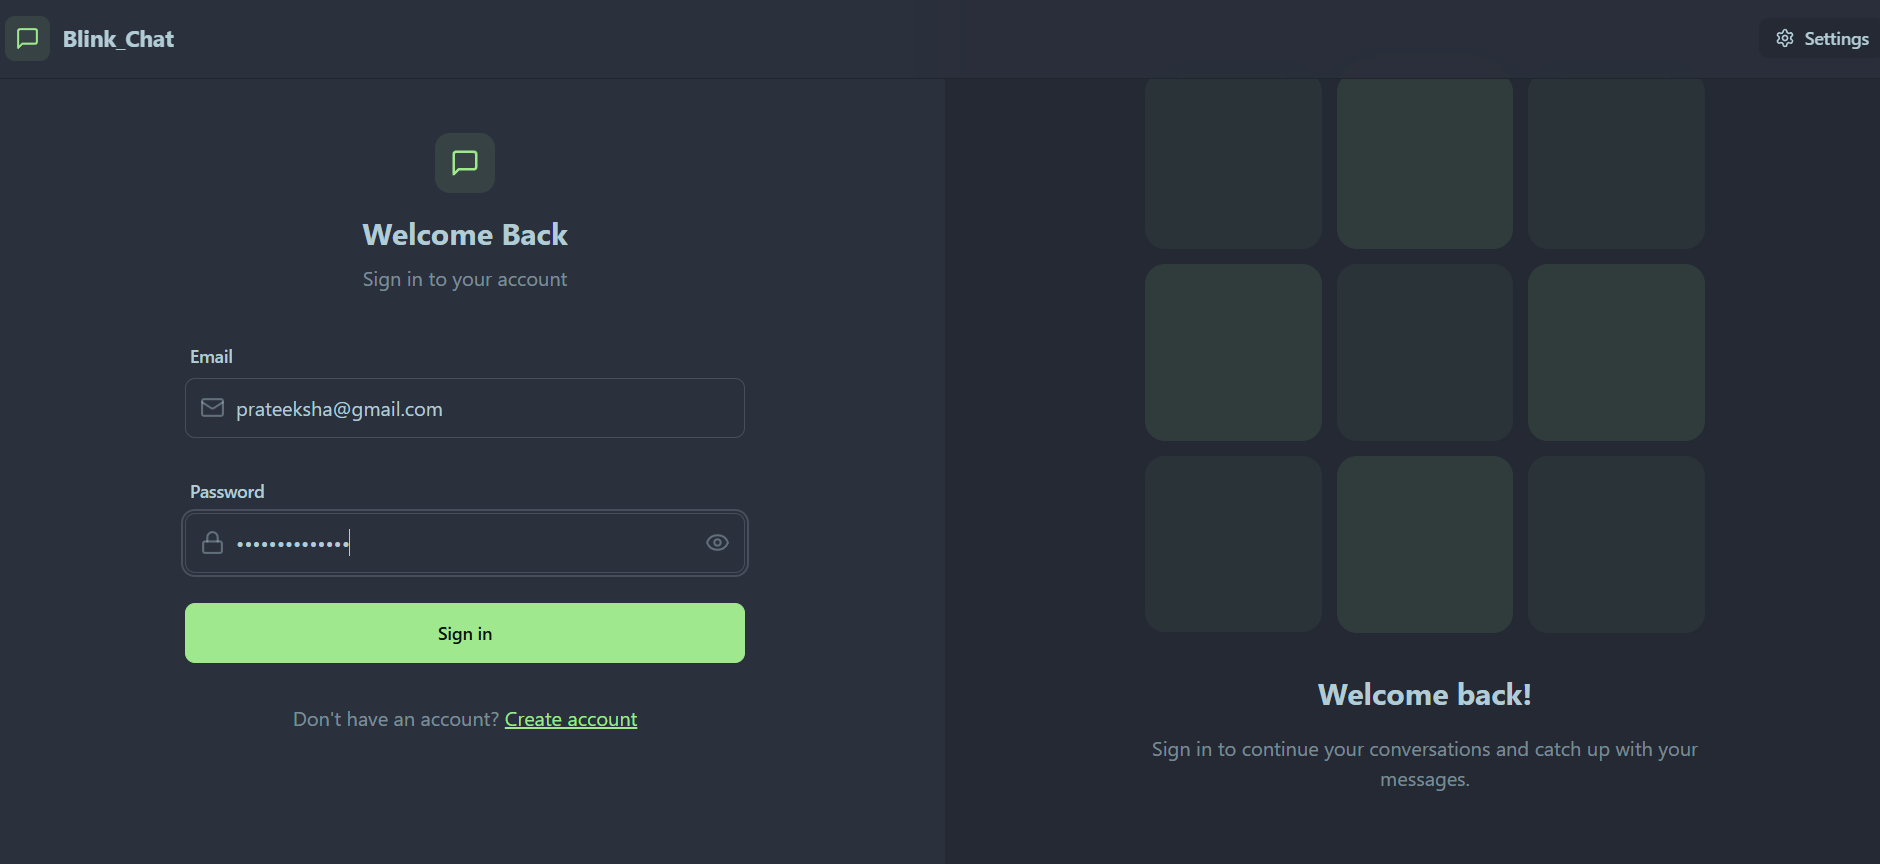 Blink_Chat
Settings
Welcome Back
Sign in to your account
Email
prateeksha@gmail.com
Password
••••••••••••••
Sign in
Don't have an account? Create account
Welcome back!
Sign in to continue your conversations and catch up with your
messages.